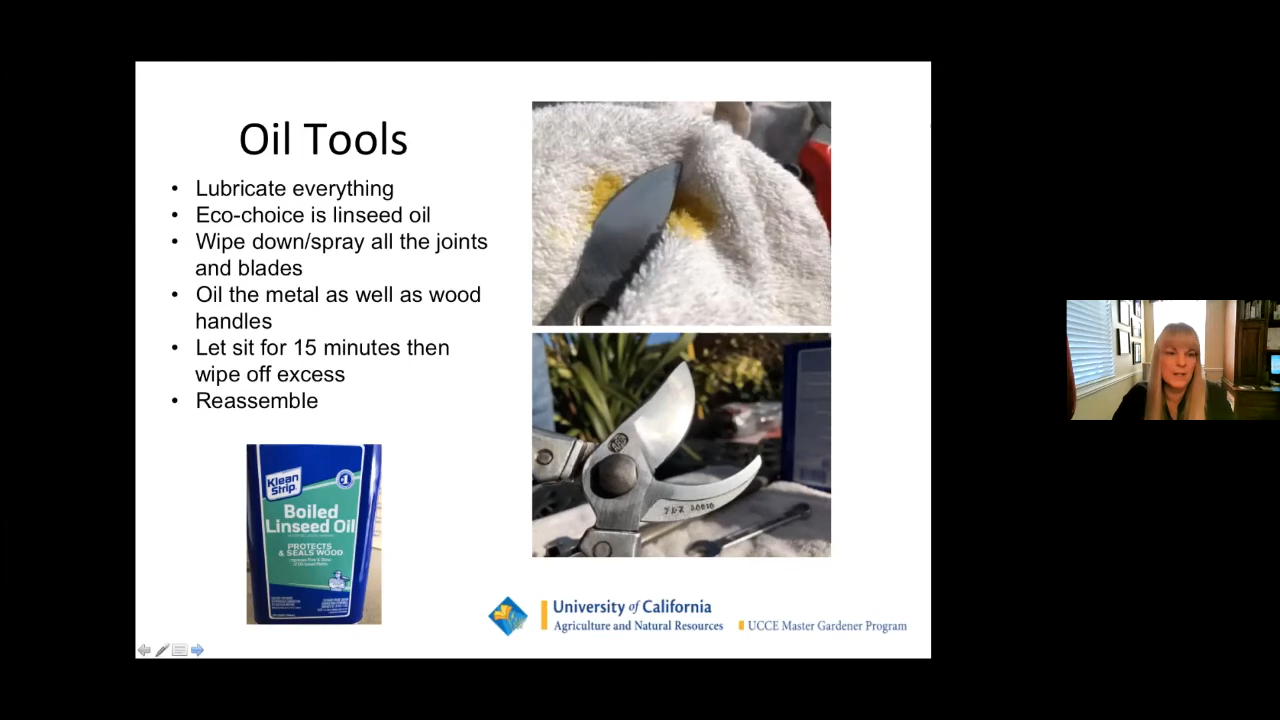 Oil Tools
• Lubricate everything
• Eco-choice is linseed oil
• Wipe down/spray all the joints
and blades
• Oil the metal as well as wood
handles
• Let sit for 15 minutes then
wipe off excess
• Reassemble
Klean
Strip
#1
Boiled
Linseed Oil
PROTECTS
& SEALS WOOD
University of California
Agriculture and Natural Resources
UCCE Master Gardener Program